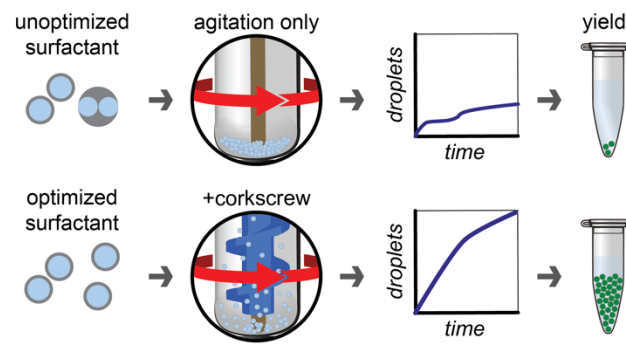 unoptimized
surfactant
agitation only
droplets
time
yield
optimized
surfactant
+corkscrew
droplets
time